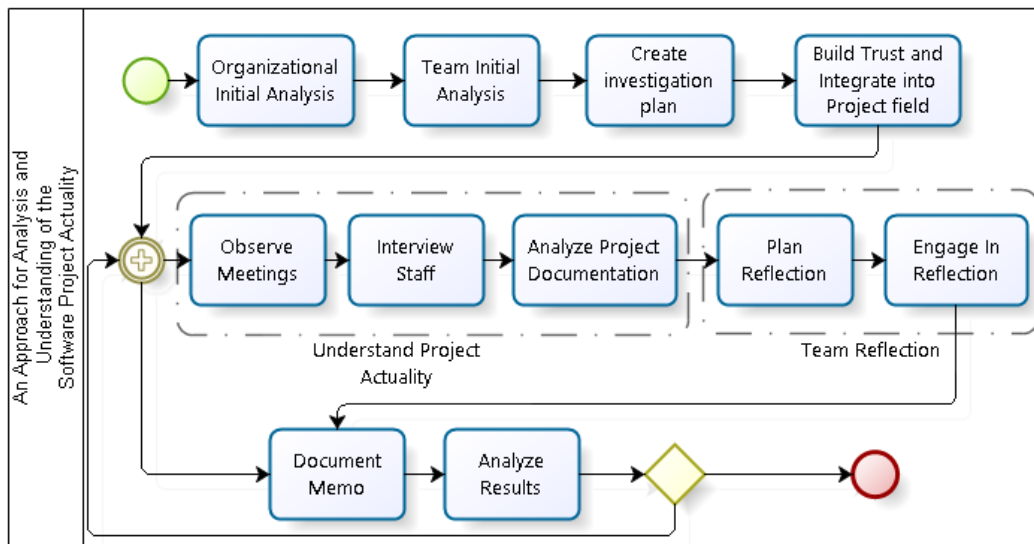 An Approach for Analysis and
Understanding of the
Software Project Actuality
Organizational
Initial Analysis
Team Initial
Analysis
Create
investigation
plan
Build Trust and
Integrate into
Project field
Observe
Meetings
Interview
Staff
Analyze Project
Documentation
Plan
Reflection
Engage In
Reflection
Understand Project
Actuality
Team Reflection
Document
Memo
Analyze
Results